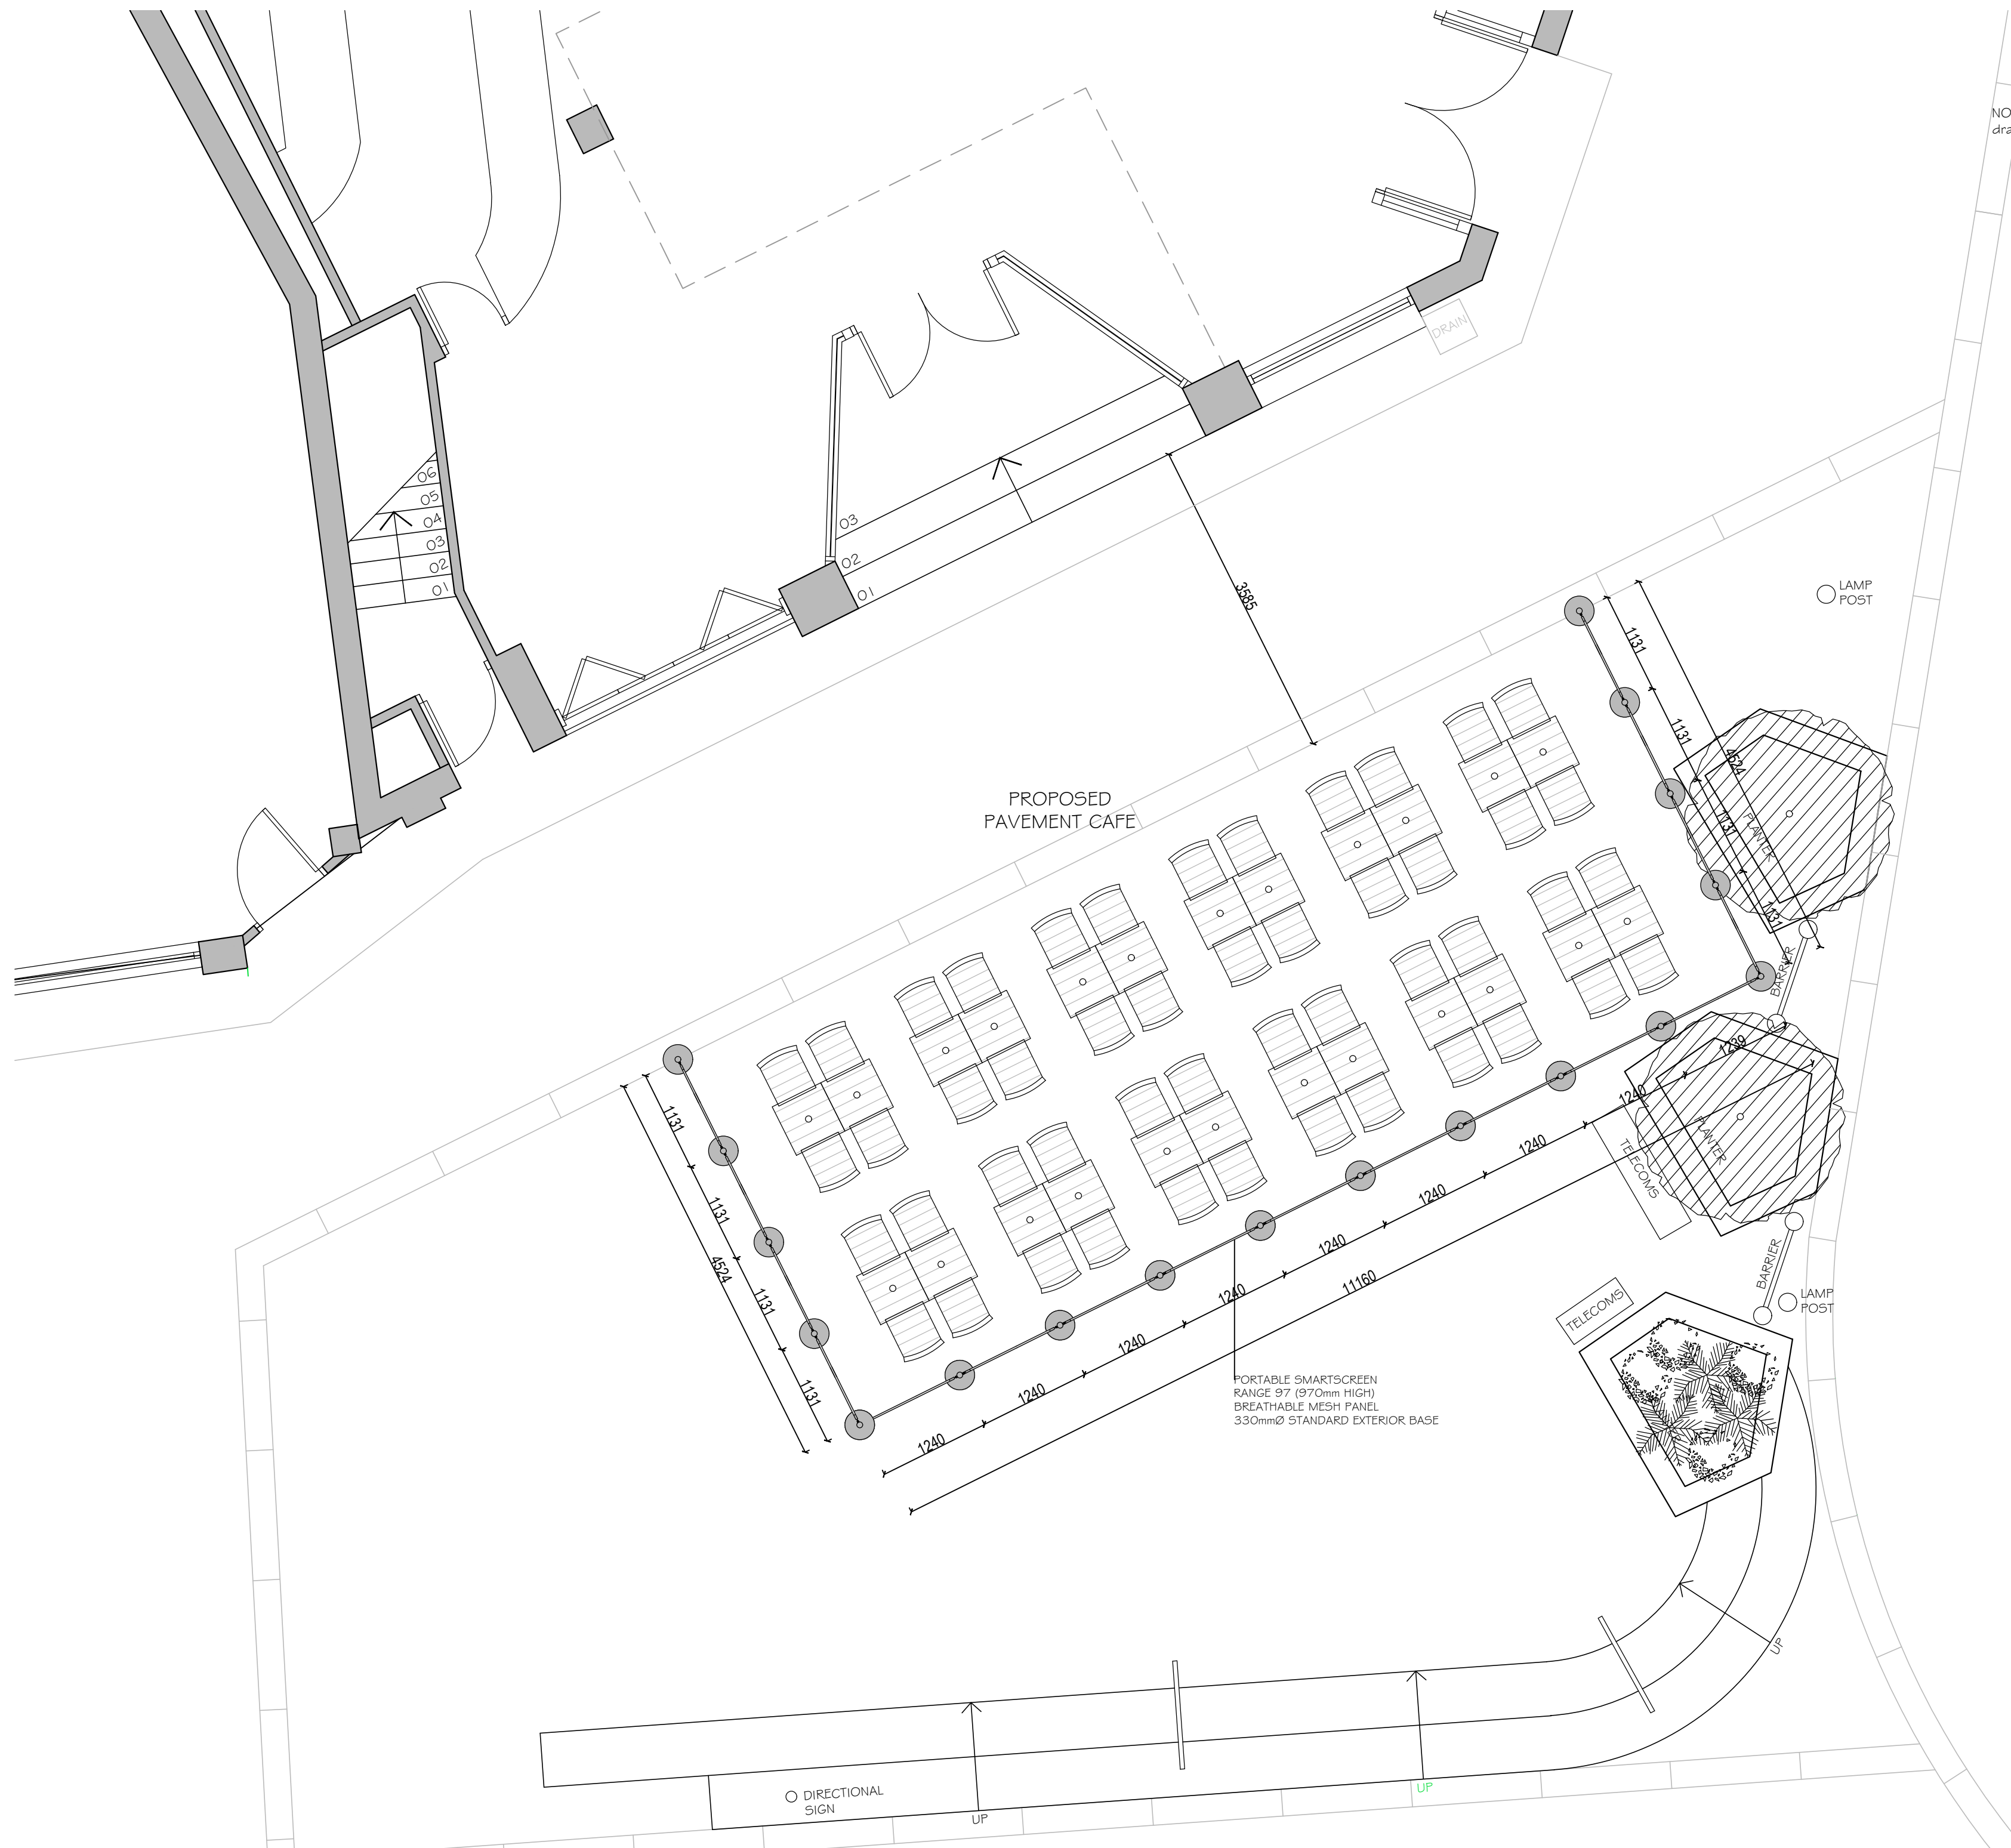 NO
dra
DRAIN
06
05
04
03
02
01
03
02
01
3585
LAMP
POST
1131
1131
4524
1131
1131
PLANTER
BARRIER
PROPOSED
PAVEMENT CAFE
1131
1131
4524
1131
1131
1239
1240
1240
1240
1240
1240
1240
1240
1240
11160
PLANTER
TELECOMS
BARRIER
LAMP
POST
TELECOMS
PORTABLE SMARTSCREEN
RANGE 97 (970mm HIGH)
BREATHABLE MESH PANEL
330mmØ STANDARD EXTERIOR BASE
UP
UP
DIRECTIONAL
SIGN
UP